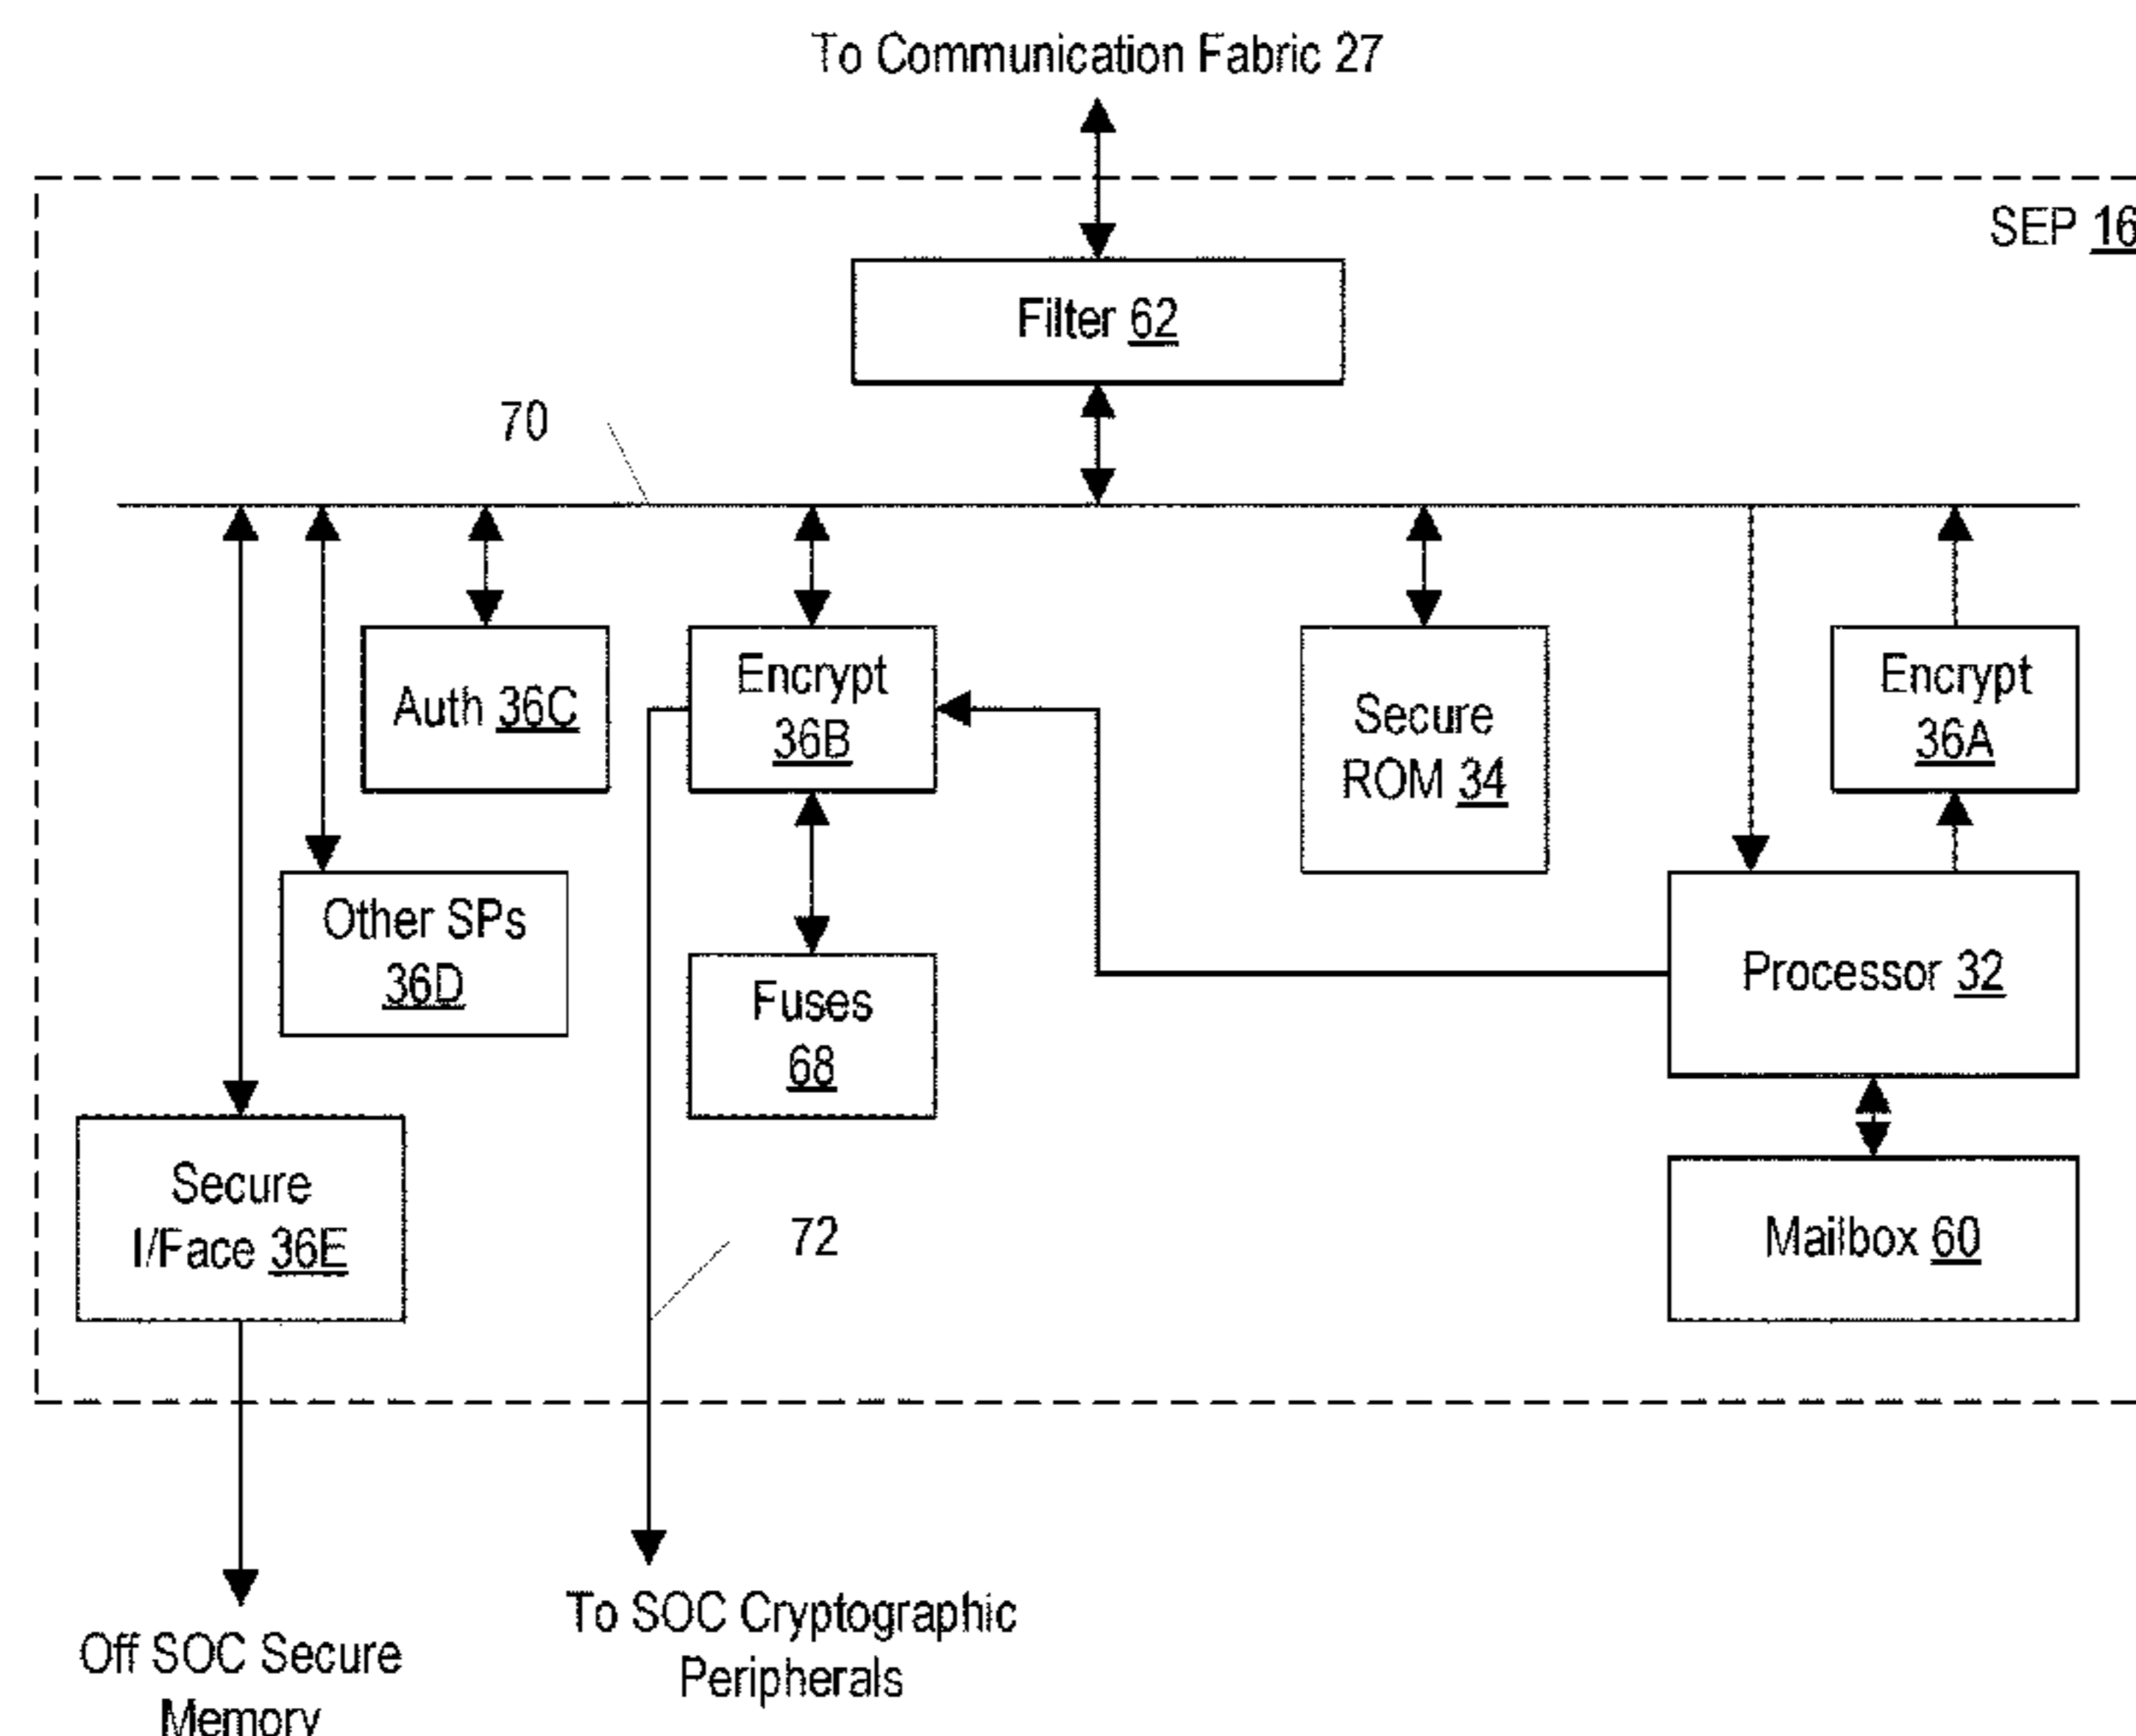 To Communication Fabric 27
SEP 16
Filter 62
70
Auth 36C
Encrypt
36B
Secure
ROM 34
Encrypt
36A
Other SPs
36D
Fuses
68
Processor 32
Secure
I/Face 36E
72
Mailbox 60
To SOC Cryptographic
Peripherals
Off SOC Secure
Memory